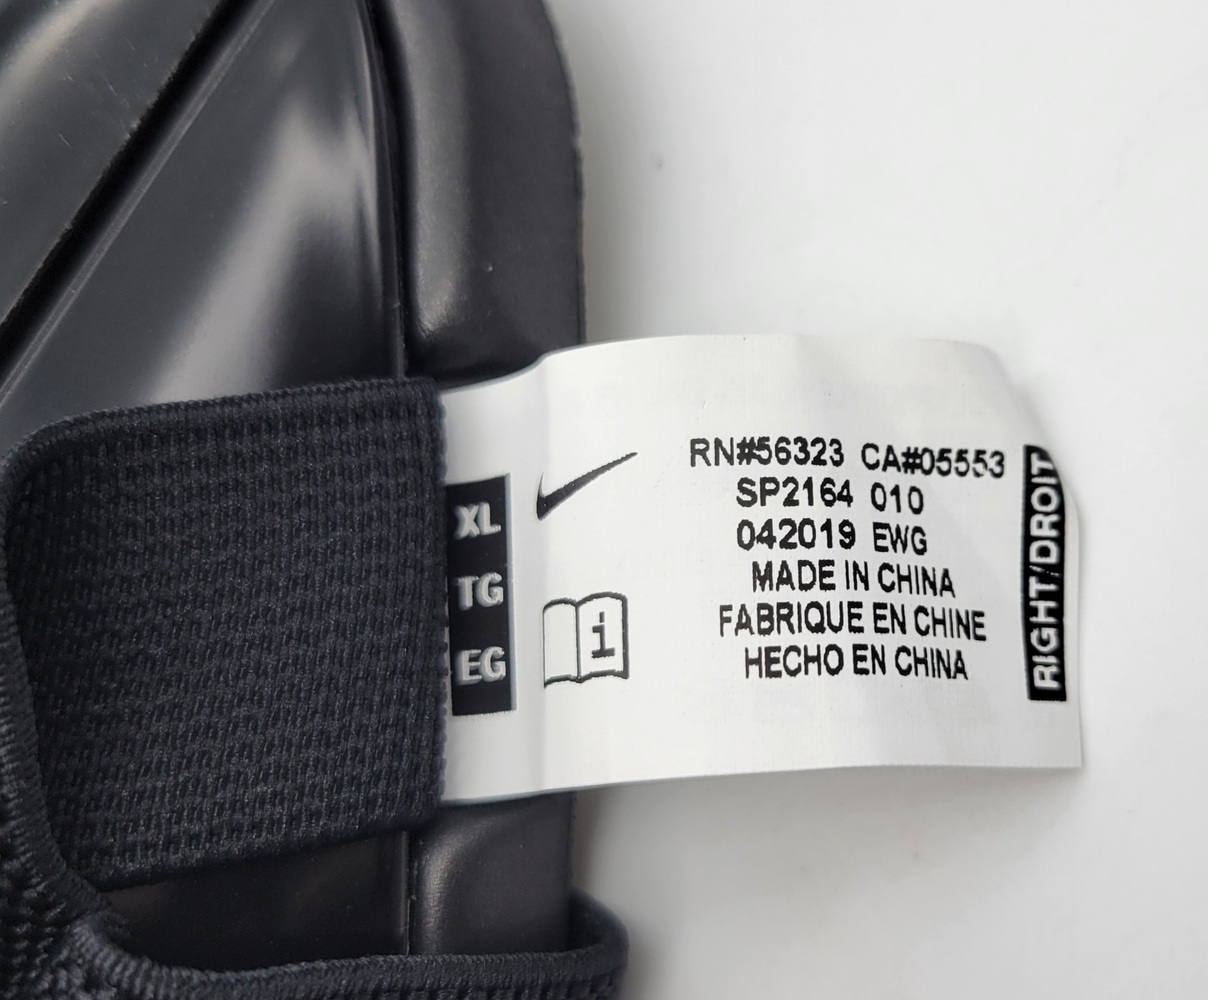 XL
TG
EG
i
RN#56323 CA#05553
SP2164 010
042019 EWG
MADE IN CHINA
FABRIQUE EN CHINE
HECHO EN CHINA
RIGHT/DROIT